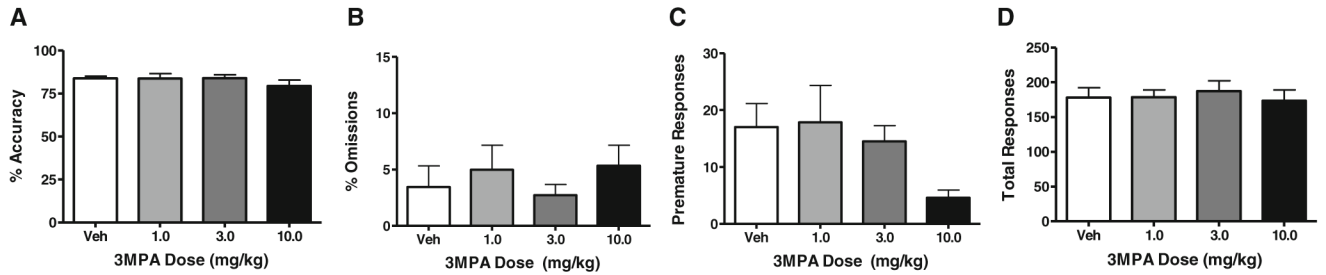 A
% Accuracy
100
75
50
25
0
Veh 1.0 3.0 10.0
3MPA Dose (mg/kg)
B
% Omissions
15
10
5
0
Veh 1.0 3.0 10.0
3MPA Dose (mg/kg)
C
Premature Responses
30
20
10
0
Veh 1.0 3.0 10.0
3MPA Dose (mg/kg)
D
Total Responses
250
200
150
100
50
0
Veh 1.0 3.0 10.0
3MPA Dose (mg/kg)